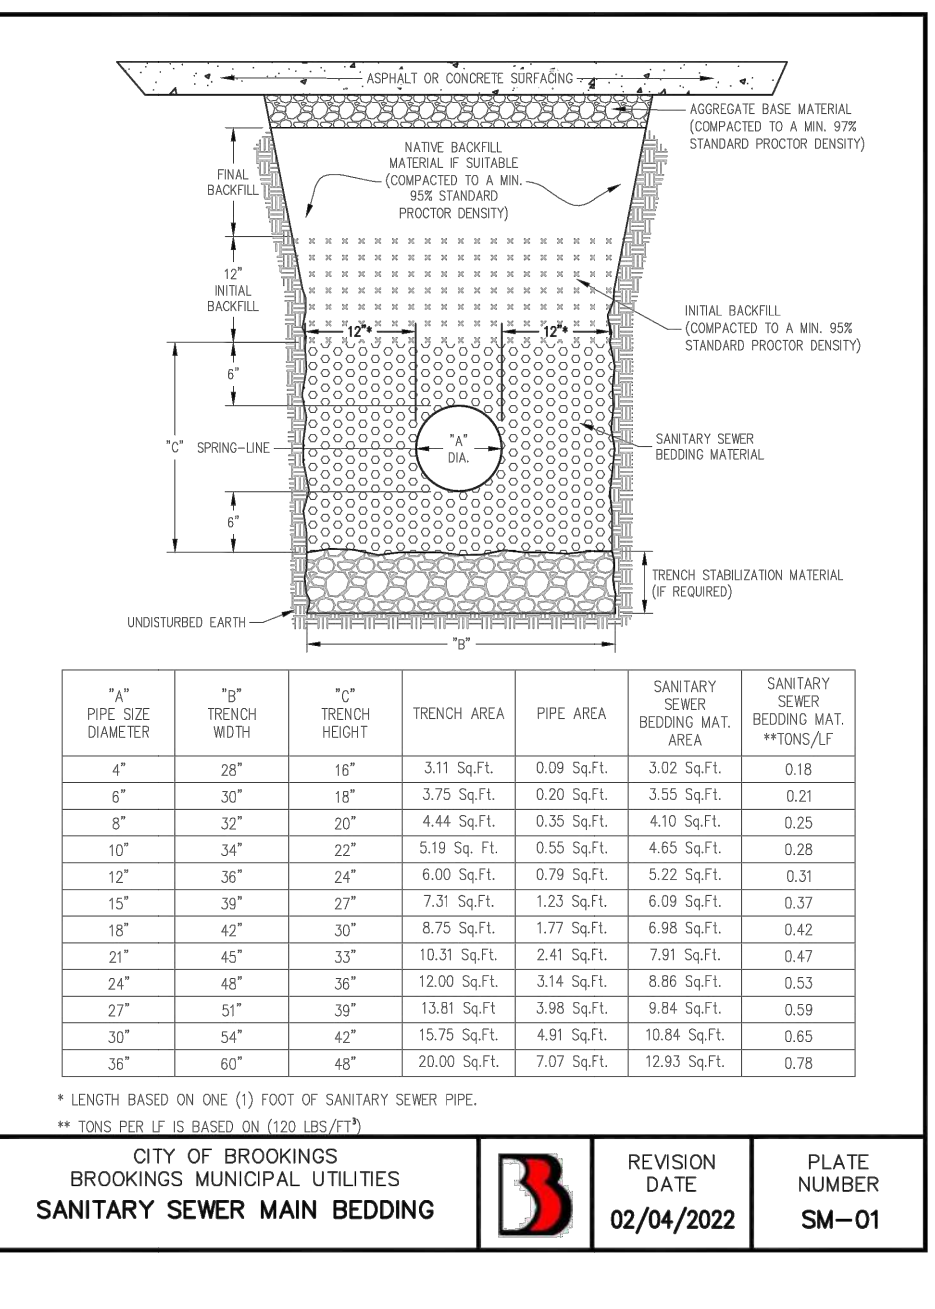 ASPHALT OR CONCRETE SURFACING
AGGREGATE BASE MATERIAL
(COMPACTED TO A MIN. 97%
STANDARD PROCTOR DENSITY)
NATIVE BACKFILL
MATERIAL IF SUITABLE
(COMPACTED TO A MIN.
95% STANDARD
PROCTOR DENSITY)
FINAL
BACKFILL
12"
INITIAL
BACKFILL
INITIAL BACKFILL
(COMPACTED TO A MIN. 95%
STANDARD PROCTOR DENSITY)
12"*
12"*
6"
"C"
SPRING-LINE
"A"
DIA.
SANITARY SEWER
BEDDING MATERIAL
6"
TRENCH STABILIZATION MATERIAL
(IF REQUIRED)
UNDISTURBED EARTH
"B"
"A" PIPE SIZE DIAMETER "B" TRENCH WIDTH "C" TRENCH HEIGHT TRENCH AREA PIPE AREA SANITARY SEWER BEDDING MAT. AREA SANITARY SEWER BEDDING MAT. **TONS/LF
4" 28" 16" 3.11 Sq.Ft. 0.09 Sq.Ft. 3.02 Sq.Ft. 0.18
6" 30" 18" 3.75 Sq.Ft. 0.20 Sq.Ft. 3.55 Sq.Ft. 0.21
8" 32" 20" 4.44 Sq.Ft. 0.35 Sq.Ft. 4.10 Sq.Ft. 0.25
10" 34" 22" 5.19 Sq. Ft. 0.55 Sq.Ft. 4.65 Sq.Ft. 0.28
12" 36" 24" 6.00 Sq.Ft. 0.79 Sq.Ft. 5.22 Sq.Ft. 0.31
15" 39" 27" 7.31 Sq.Ft. 1.23 Sq.Ft. 6.09 Sq.Ft. 0.37
18" 42" 30" 8.75 Sq.Ft. 1.77 Sq.Ft. 6.98 Sq.Ft. 0.42
21" 45" 33" 10.31 Sq.Ft. 2.41 Sq.Ft. 7.91 Sq.Ft. 0.47
24" 48" 36" 12.00 Sq.Ft. 3.14 Sq.Ft. 8.86 Sq.Ft. 0.53
27" 51" 39" 13.81 Sq.Ft 3.98 Sq.Ft. 9.84 Sq.Ft. 0.59
30" 54" 42" 15.75 Sq.Ft. 4.91 Sq.Ft. 10.84 Sq.Ft. 0.65
36" 60" 48" 20.00 Sq.Ft. 7.07 Sq.Ft. 12.93 Sq.Ft. 0.78
* LENGTH BASED ON ONE (1) FOOT OF SANITARY SEWER PIPE.
** TONS PER LF IS BASED ON (120 LBS/FT³)
CITY OF BROOKINGS
BROOKINGS MUNICIPAL UTILITIES
SANITARY SEWER MAIN BEDDING
B
REVISION
DATE
02/04/2022
PLATE
NUMBER
SM-01